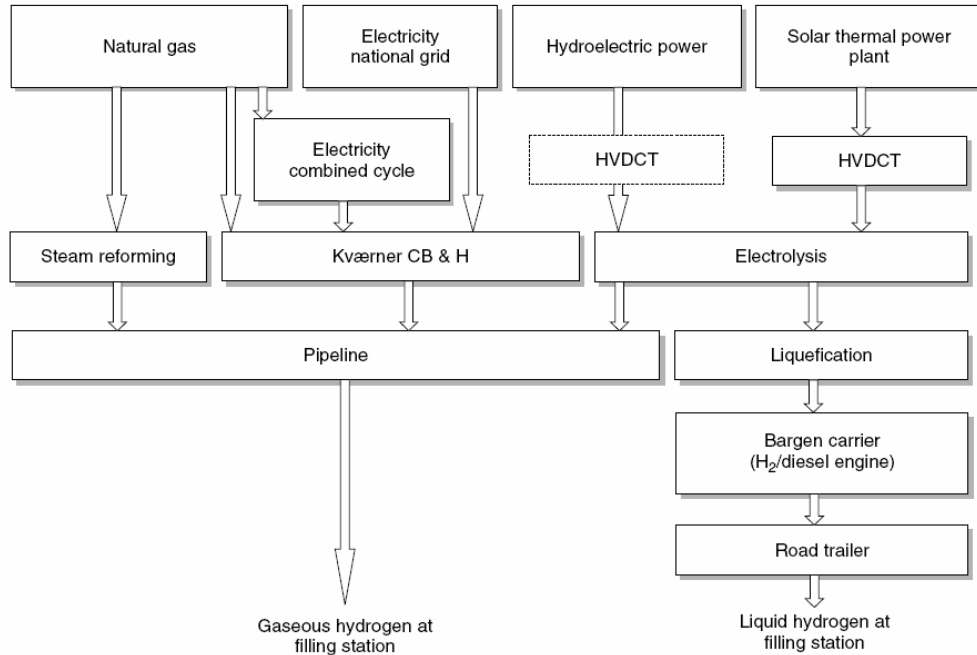 Natural gas
Electricity
national grid
Hydroelectric power
Solar thermal power
plant
Electricity
combined cycle
HVDCT
HVDCT
Steam reforming
Kværner CB & H
Electrolysis
Pipeline
Liquefication
Bargen carrier
(H₂/diesel engine)
Road trailer
Gaseous hydrogen at
filling station
Liquid hydrogen at
filling station